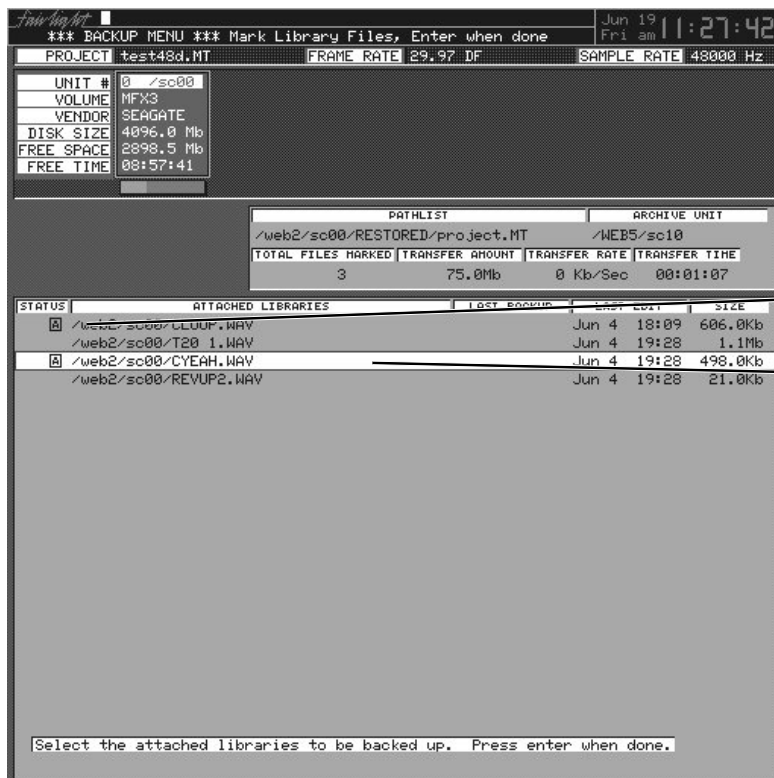 fairlight
*** BACKUP MENU *** Mark Library Files, Enter when done
Jun 19
Fri am
11:27:42
PROJECT test48d.MT FRAME RATE 29.97 DF SAMPLE RATE 48000 Hz
UNIT # 0 /sc00
VOLUME MFX3
VENDOR SEAGATE
DISK SIZE 4096.0 Mb
FREE SPACE 2898.5 Mb
FREE TIME 08:57:41
PATHLIST ARCHIVE UNIT
/web2/sc00/RESTORED/project.MT /WEB5/sc10
TOTAL FILES MARKED TRANSFER AMOUNT TRANSFER RATE TRANSFER TIME
3 75.0Mb 0 Kb/Sec 00:01:07
STATUS ATTACHED LIBRARIES LAST BACKUP LAST EDIT SIZE
A /web2/sc00/CLOOP.WAV Jun 4 18:09 606.0Kb
/web2/sc00/T20 1.WAV Jun 4 19:28 1.1Mb
A /web2/sc00/CYEAH.WAV Jun 4 19:28 498.0Kb
/web2/sc00/REVUP2.WAV Jun 4 19:28 21.0Kb
Select the attached libraries to be backed up. Press enter when done.